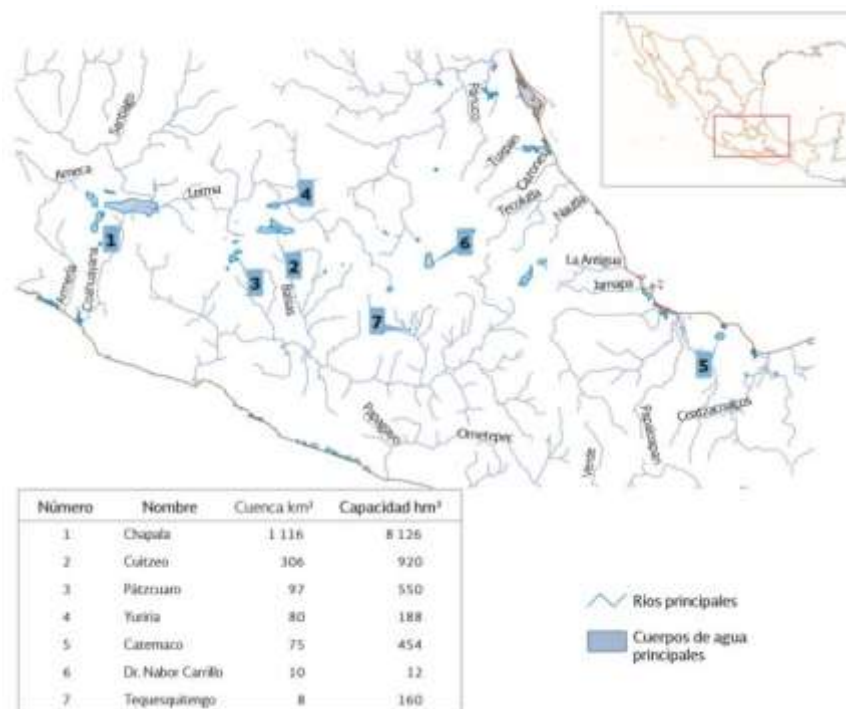 Pánuco
Santiago
Tuxpan
Cazones
Ameca
Lerma
4
Tecolutla
Nautla
1
6
La Antigua
Armería
Coahuayana
3
2
Balsas
Jamapa
7
5
Papagayo
Ometepec
Verde
Papaloapan
Coatzacoalcos
Número Nombre Cuenca km² Capacidad hm³
1 Chapala 1 116 8 126
2 Cuitzeo 306 920
3 Pátzcuaro 97 550
4 Yuriria 80 188
5 Catemaco 75 454
6 Dr. Nabor Carrillo 10 12
7 Tequesquitengo 8 160
Ríos principales
Cuerpos de agua
principales